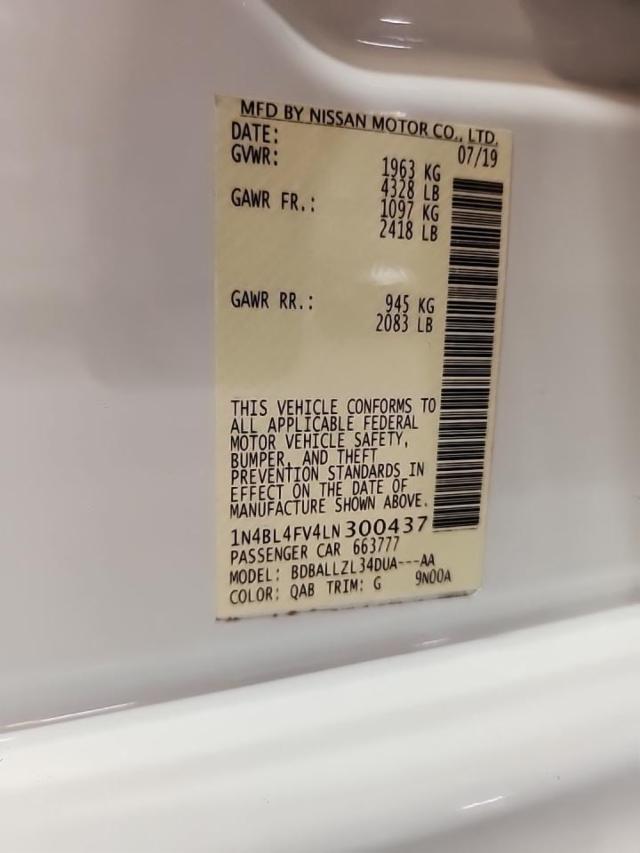 MFD BY NISSAN MOTOR CO., LTD.
DATE: 07/19
GVWR: 1963 KG
4328 LB
GAWR FR.: 1097 KG
2418 LB
GAWR RR.: 945 KG
2083 LB
THIS VEHICLE CONFORMS TO
ALL APPLICABLE FEDERAL
MOTOR VEHICLE SAFETY,
BUMPER, AND THEFT
PREVENTION STANDARDS IN
EFFECT ON THE DATE OF
MANUFACTURE SHOWN ABOVE.
1N4BL4FV4LN300437
PASSENGER CAR 663777
MODEL: BDBALLZL34DUA---AA
COLOR: QAB TRIM: G 9N00A